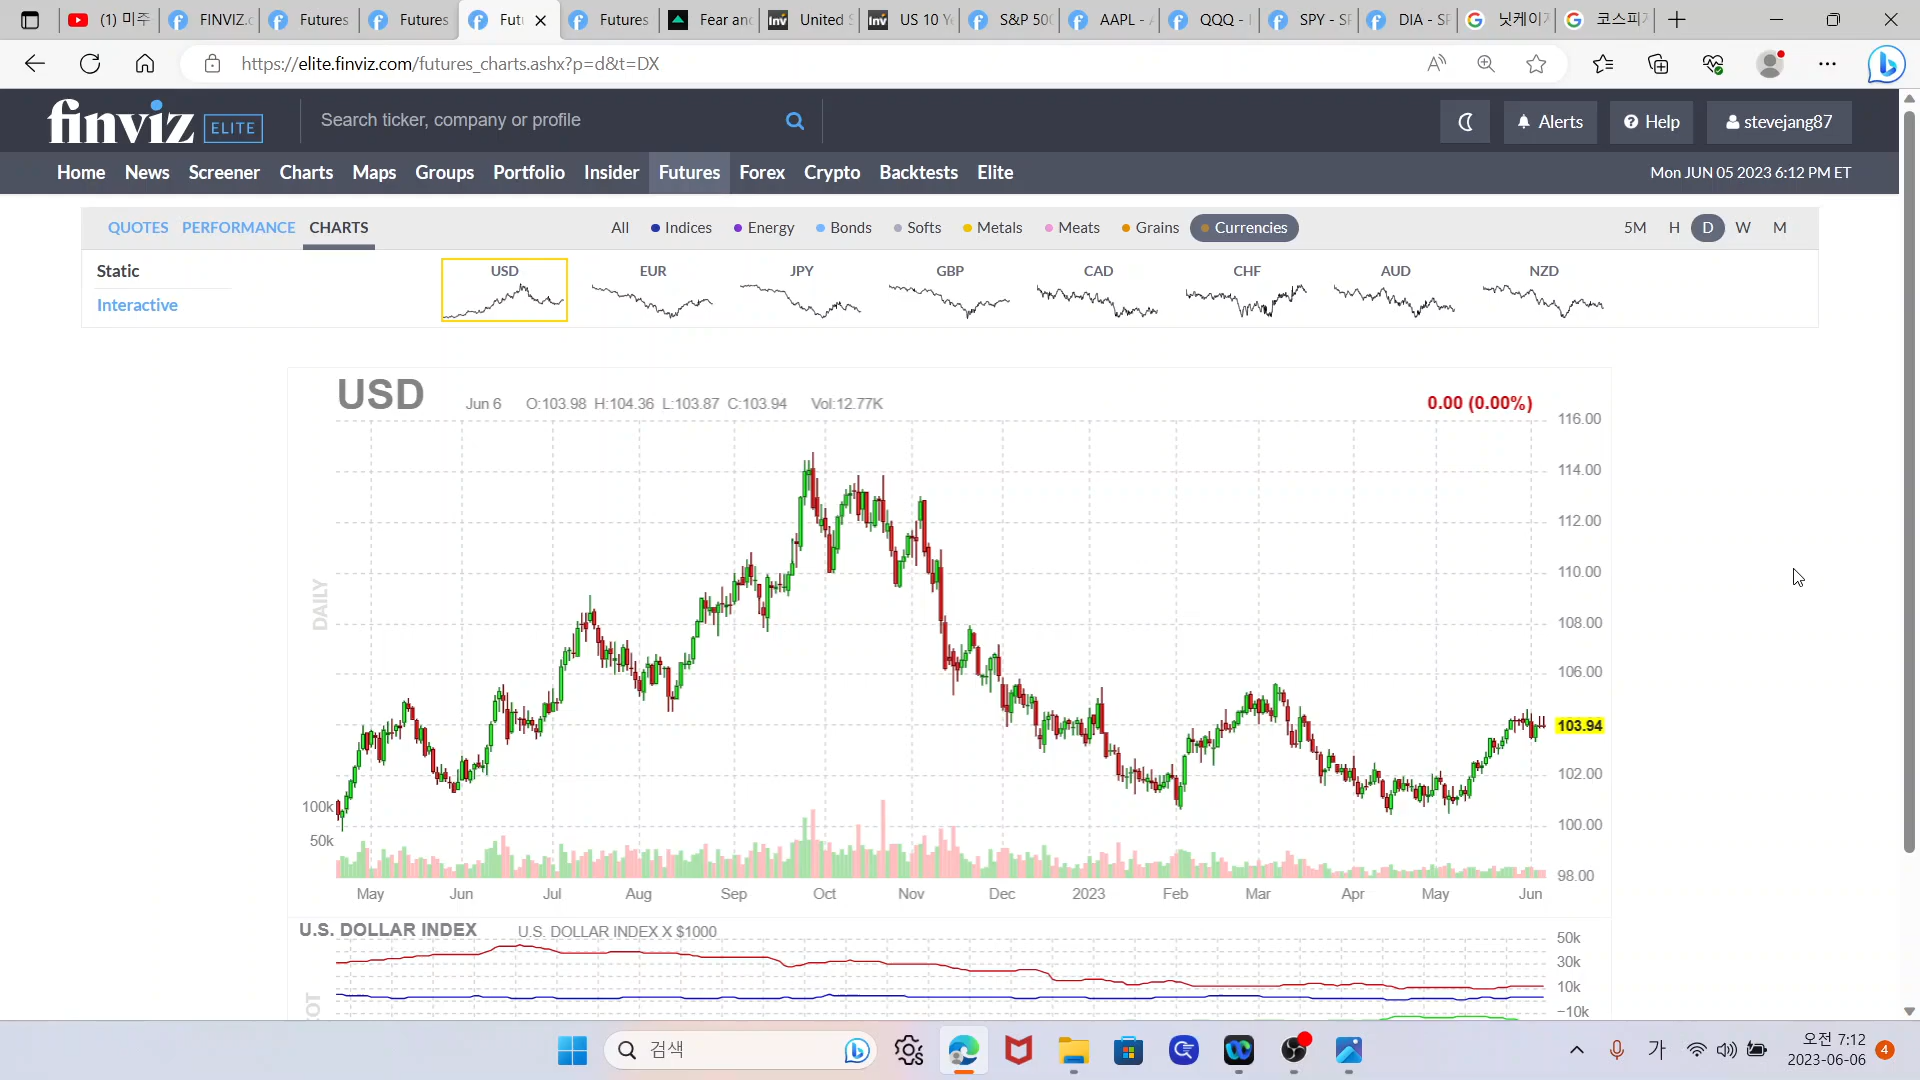 (1) 미주
FINVIZ.c
Futures
Futures
Fut
Futures
Fear an
Inv United S
Inv US 10 Y
S&P 500
AAPL - A
QQQ - I
SPY - SP
DIA - SP
닛케이
코스피
https://elite.finviz.com/futures_charts.ashx?p=d&t=DX
finviz ELITE
Search ticker, company or profile
Alerts
Help
stevejang87
Home News Screener Charts Maps Groups Portfolio Insider Futures Forex Crypto Backtests Elite
Mon JUN 05 2023 6:12 PM ET
QUOTES PERFORMANCE CHARTS
All Indices Energy Bonds Softs Metals Meats Grains Currencies
5M H D W M
Static
Interactive
USD EUR JPY GBP CAD CHF AUD NZD
USD
Jun 6 O:103.98 H:104.36 L:103.87 C:103.94 Vol:12.77K
0.00 (0.00%)
DAILY
116.00
114.00
112.00
110.00
108.00
106.00
103.94
102.00
100.00
98.00
100k
50k
May Jun Jul Aug Sep Oct Nov Dec 2023 Feb Mar Apr May Jun
U.S. DOLLAR INDEX
U.S. DOLLAR INDEX X $1000
50k
30k
10k
-10k
검색
가
오전 7:12
2023-06-06
4